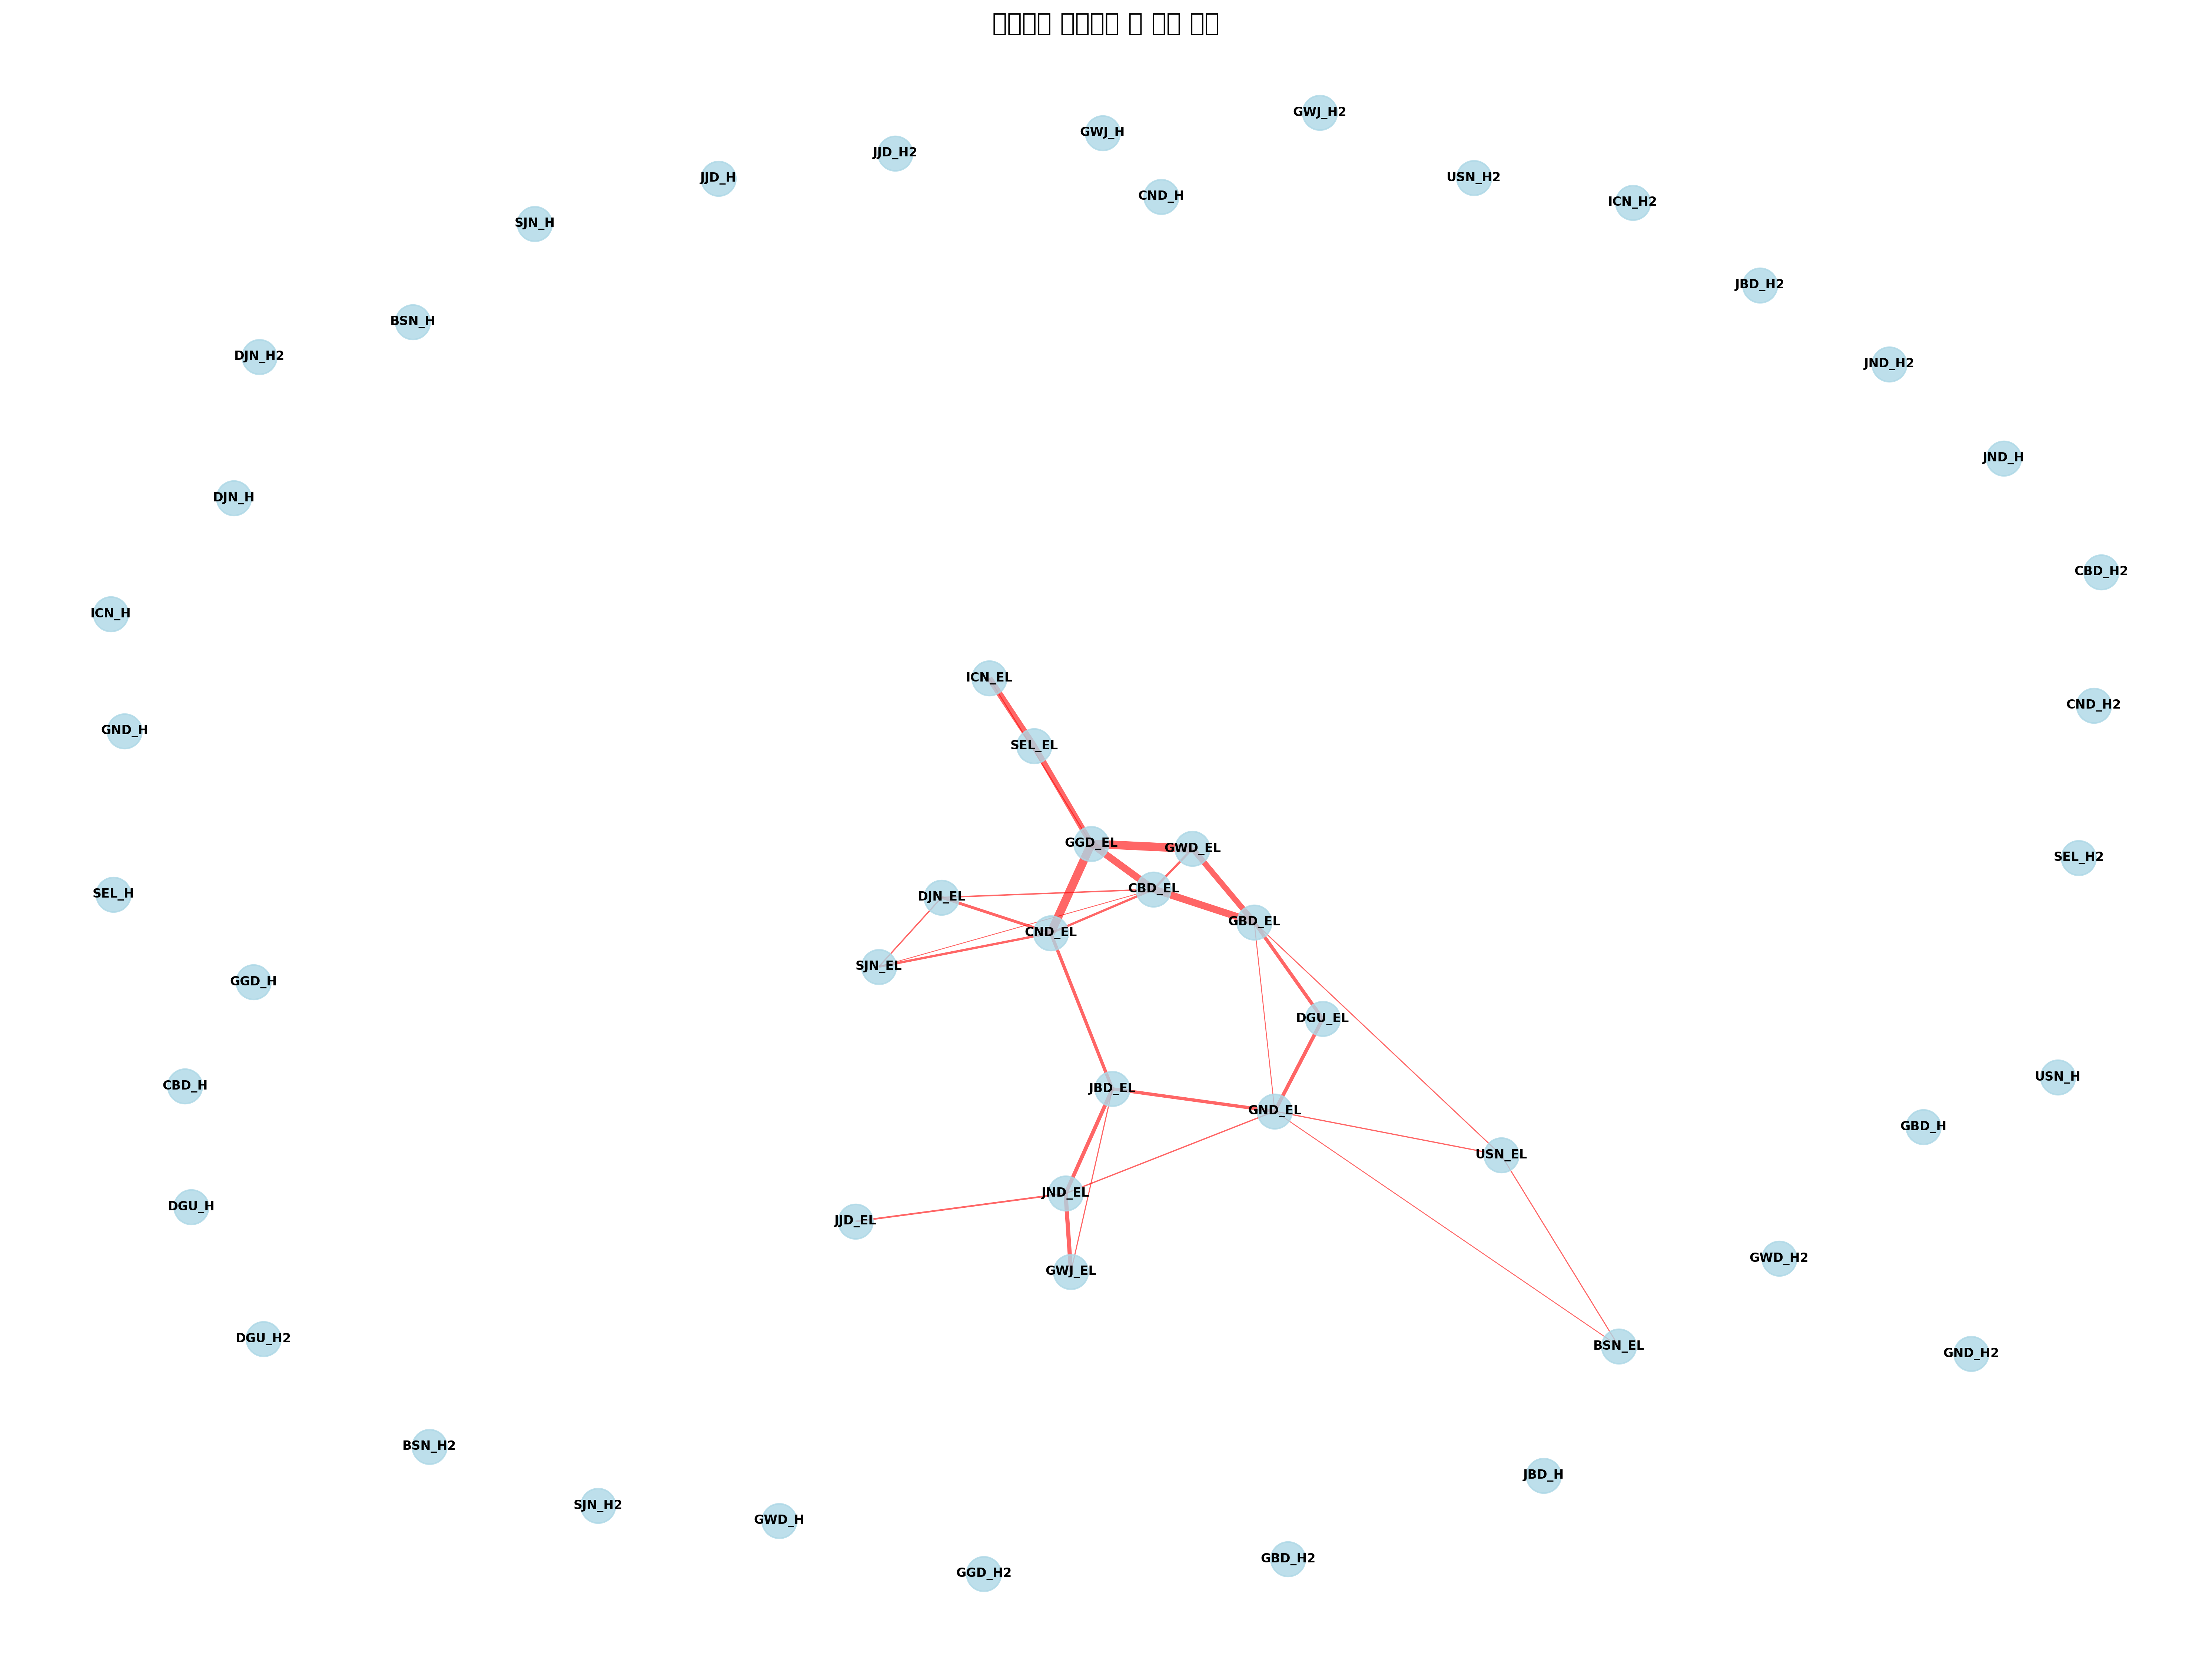 GWJ_H2
GWJ_H
JJD_H2
JJD_H
USN_H2
CND_H
ICN_H2
SJN_H
JBD_H2
BSN_H
DJN_H2
JND_H2
JND_H
DJN_H
CBD_H2
ICN_H
ICN_EL
CND_H2
GND_H
SEL_EL
GGD_EL
GWD_EL
SEL_H2
CBD_EL
SEL_H
DJN_EL
GBD_EL
CND_EL
SJN_EL
GGD_H
DGU_EL
USN_H
CBD_H
JBD_EL
GND_EL
GBD_H
USN_EL
JND_EL
DGU_H
JJD_EL
GWD_H2
GWJ_EL
DGU_H2
BSN_EL
GND_H2
BSN_H2
JBD_H
SJN_H2
GWD_H
GBD_H2
GGD_H2